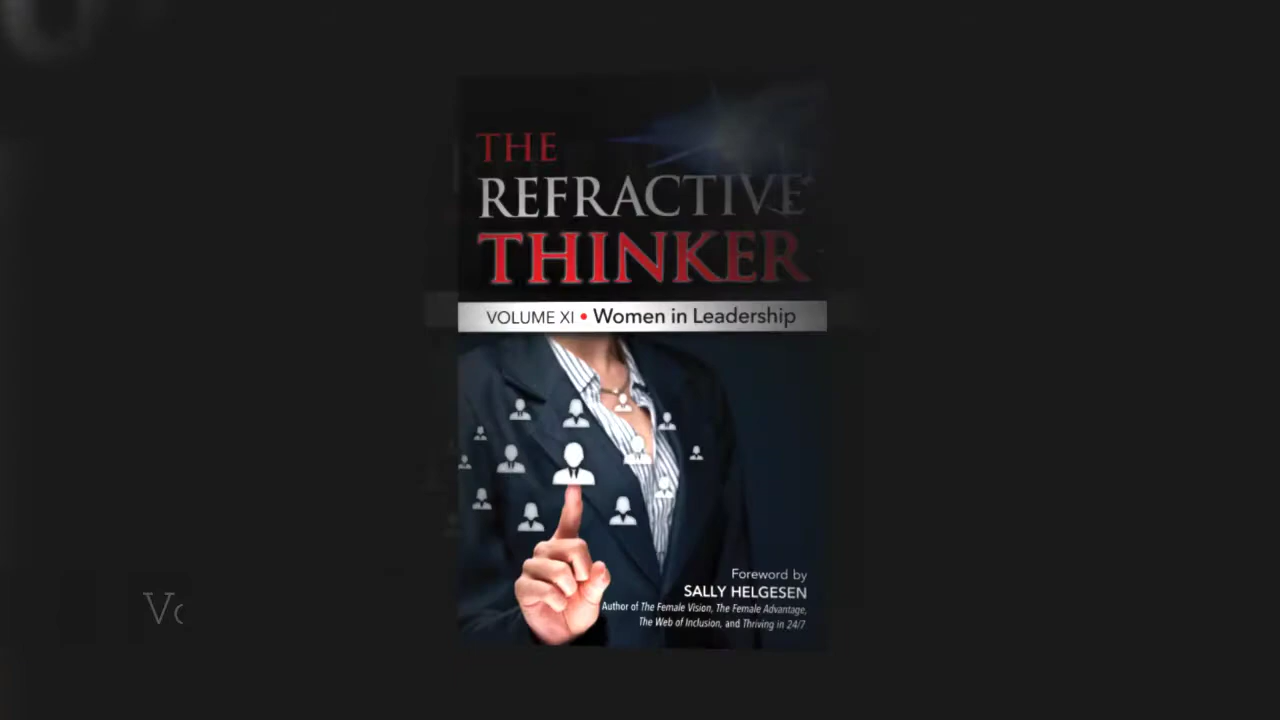 THE
REFRACTIVE
THINKER
VOLUME XI • Women in Leadership
Foreword by
SALLY HELGESEN
Author of The Female Vision, The Female Advantage,
The Web of Inclusion, and Thriving in 24/7